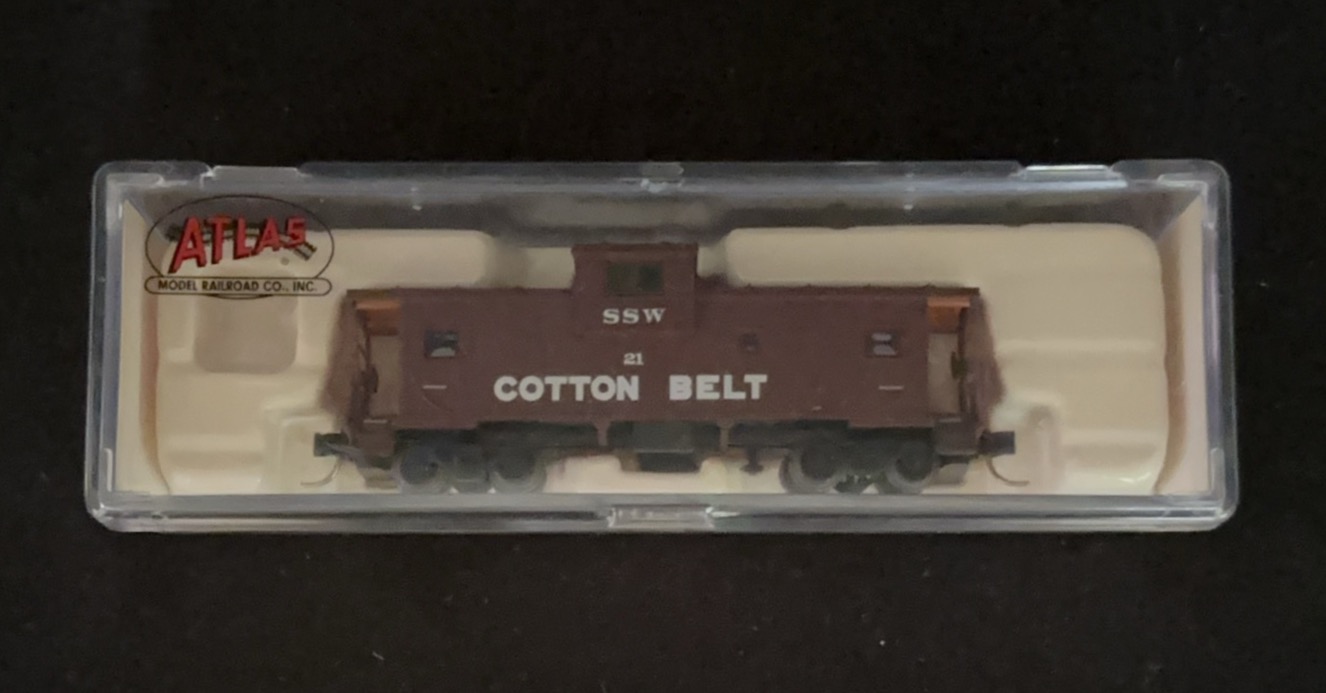 ATLAS
MODEL RAILROAD CO., INC.
SSW
21
COTTON BELT